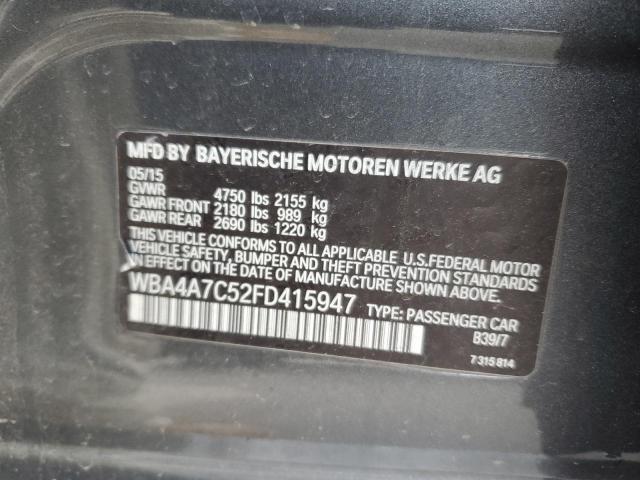 MFD BY BAYERISCHE MOTOREN WERKE AG
05/15
GVWR 4750 lbs 2155 kg
GAWR FRONT 2180 lbs 989 kg
GAWR REAR 2690 lbs 1220 kg
THIS VEHICLE CONFORMS TO ALL APPLICABLE U.S. FEDERAL MOTOR
VEHICLE SAFETY, BUMPER AND THEFT PREVENTION STANDARDS
IN EFFECT ON THE DATE OF MANUFACTURE SHOWN ABOVE.
WBA4A7C52FD415947 TYPE: PASSENGER CAR
B39/7
7 315 814